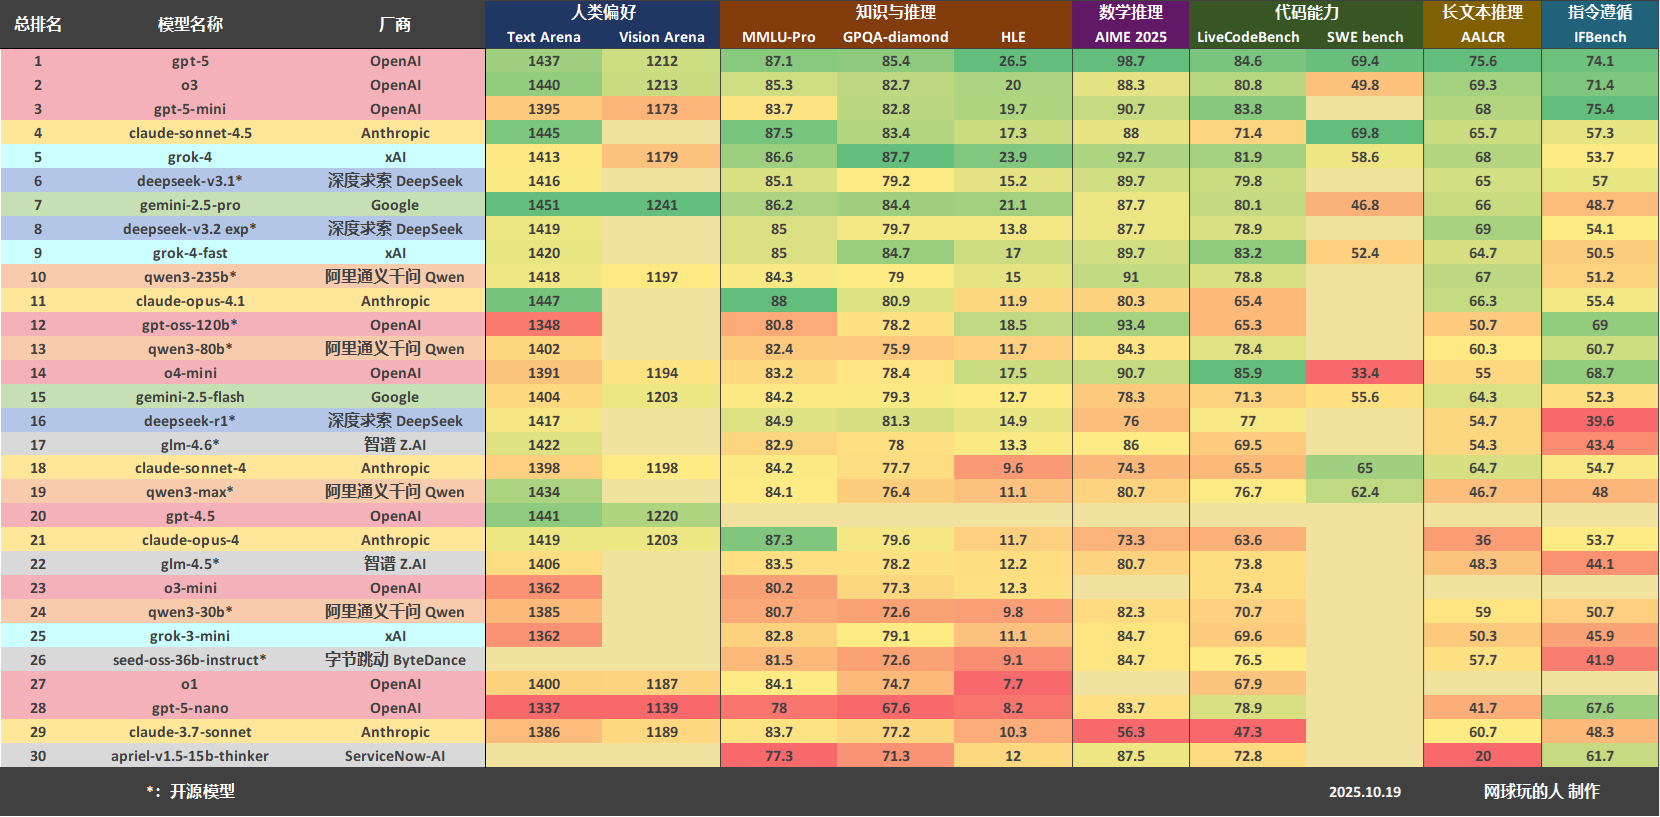 总排名 模型名称 厂商 人类偏好 知识与推理 数学推理 代码能力 长文本推理 指令遵循
Text Arena Vision Arena MMLU-Pro GPQA-diamond HLE AIME 2025 LiveCodeBench SWE bench AALCR IFBench
1 gpt-5 OpenAI 1437 1212 87.1 85.4 26.5 98.7 84.6 69.4 75.6 74.1
2 o3 OpenAI 1440 1213 85.3 82.7 20 88.3 80.8 49.8 69.3 71.4
3 gpt-5-mini OpenAI 1395 1173 83.7 82.8 19.7 90.7 83.8 68 75.4
4 claude-sonnet-4.5 Anthropic 1445 87.5 83.4 17.3 88 71.4 69.8 65.7 57.3
5 grok-4 xAI 1413 1179 86.6 87.7 23.9 92.7 81.9 58.6 68 53.7
6 deepseek-v3.1* 深度求索 DeepSeek 1416 85.1 79.2 15.2 89.7 79.8 65 57
7 gemini-2.5-pro Google 1451 1241 86.2 84.4 21.1 87.7 80.1 46.8 66 48.7
8 deepseek-v3.2 exp* 深度求索 DeepSeek 1419 85 79.7 13.8 87.7 78.9 69 54.1
9 grok-4-fast xAI 1420 85 84.7 17 89.7 83.2 52.4 64.7 50.5
10 qwen3-235b* 阿里通义千问 Qwen 1418 1197 84.3 79 15 91 78.8 67 51.2
11 claude-opus-4.1 Anthropic 1447 88 80.9 11.9 80.3 65.4 66.3 55.4
12 gpt-oss-120b* OpenAI 1348 80.8 78.2 18.5 93.4 65.3 50.7 69
13 qwen3-80b* 阿里通义千问 Qwen 1402 82.4 75.9 11.7 84.3 78.4 60.3 60.7
14 o4-mini OpenAI 1391 1194 83.2 78.4 17.5 90.7 85.9 33.4 55 68.7
15 gemini-2.5-flash Google 1404 1203 84.2 79.3 12.7 78.3 71.3 55.6 64.3 52.3
16 deepseek-r1* 深度求索 DeepSeek 1417 84.9 81.3 14.9 76 77 54.7 39.6
17 glm-4.6* 智谱 Z.AI 1422 82.9 78 13.3 86 69.5 54.3 43.4
18 claude-sonnet-4 Anthropic 1398 1198 84.2 77.7 9.6 74.3 65.5 65 64.7 54.7
19 qwen3-max* 阿里通义千问 Qwen 1434 84.1 76.4 11.1 80.7 76.7 62.4 46.7 48
20 gpt-4.5 OpenAI 1441 1220
21 claude-opus-4 Anthropic 1419 1203 87.3 79.6 11.7 73.3 63.6 36 53.7
22 glm-4.5* 智谱 Z.AI 1406 83.5 78.2 12.2 80.7 73.8 48.3 44.1
23 o3-mini OpenAI 1362 80.2 77.3 12.3 73.4
24 qwen3-30b* 阿里通义千问 Qwen 1385 80.7 72.6 9.8 82.3 70.7 59 50.7
25 grok-3-mini xAI 1362 82.8 79.1 11.1 84.7 69.6 50.3 45.9
26 seed-oss-36b-instruct* 字节跳动 ByteDance 81.5 72.6 9.1 84.7 76.5 57.7 41.9
27 o1 OpenAI 1400 1187 84.1 74.7 7.7 67.9
28 gpt-5-nano OpenAI 1337 1139 78 67.6 8.2 83.7 78.9 41.7 67.6
29 claude-3.7-sonnet Anthropic 1386 1189 83.7 77.2 10.3 56.3 47.3 60.7 48.3
30 apriel-v1.5-15b-thinker ServiceNow-AI 77.3 71.3 12 87.5 72.8 20 61.7
*：开源模型 2025.10.19 网球玩的人 制作